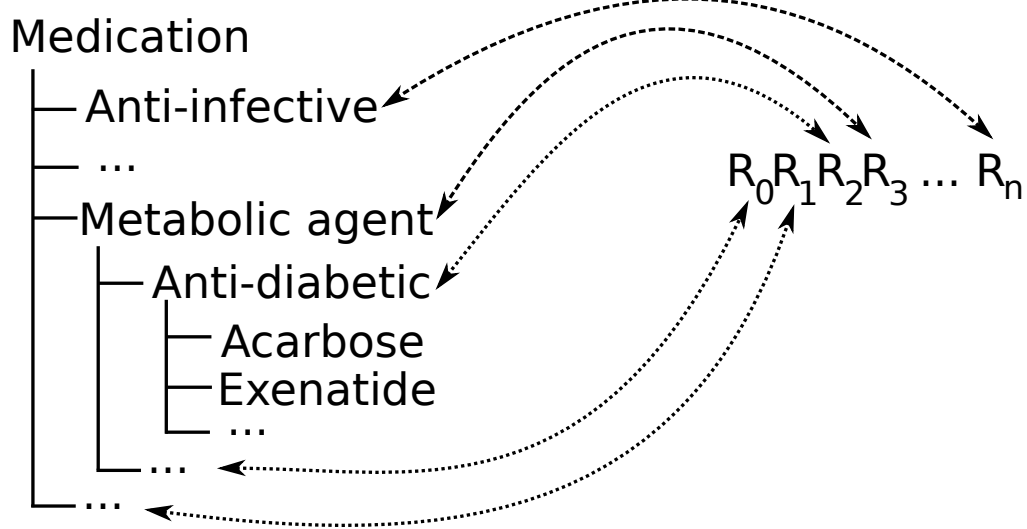 Medication
Anti-infective
...
R0R1R2R3 ... Rn
Metabolic agent
Anti-diabetic
Acarbose
Exenatide
...
...
...